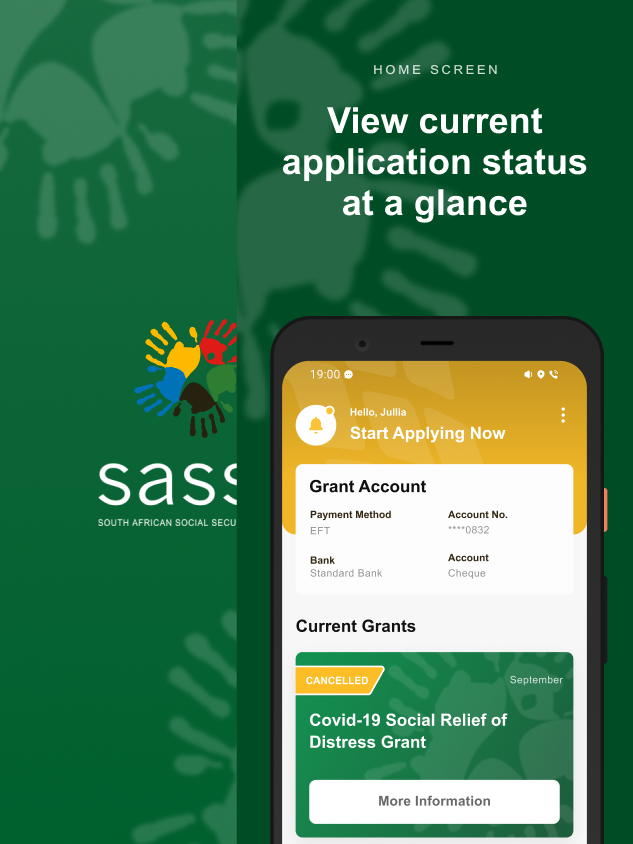 HOME SCREEN
View current
application status
at a glance
sass
SOUTH AFRICAN SOCIAL SECU
19:00
Hello, Jullia
Start Applying Now
Grant Account
Payment Method
Account No.
EFT
****0832
Bank
Account
Standard Bank
Cheque
Current Grants
CANCELLED
September
Covid-19 Social Relief of
Distress Grant
More Information